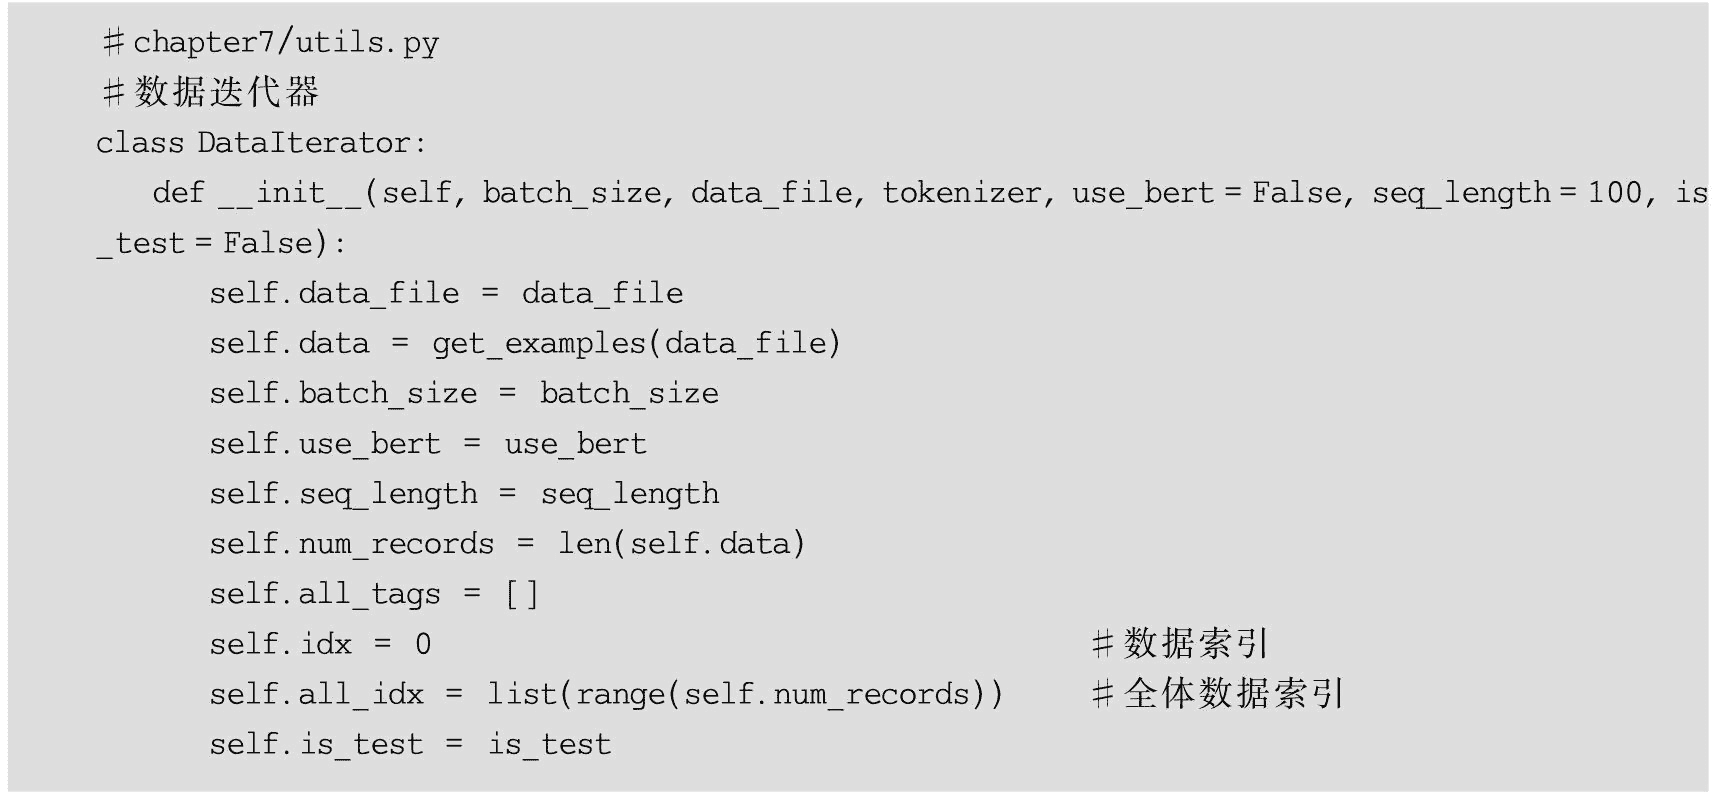 #chapter7/utils.py
#数据迭代器
class DataIterator:
    def __init__(self, batch_size, data_file, tokenizer, use_bert=False, seq_length=100, is
_test=False):
        self.data_file = data_file
        self.data = get_examples(data_file)
        self.batch_size = batch_size
        self.use_bert = use_bert
        self.seq_length = seq_length
        self.num_records = len(self.data)
        self.all_tags = []
        self.idx = 0    #数据索引
        self.all_idx = list(range(self.num_records))    #全体数据索引
        self.is_test = is_test